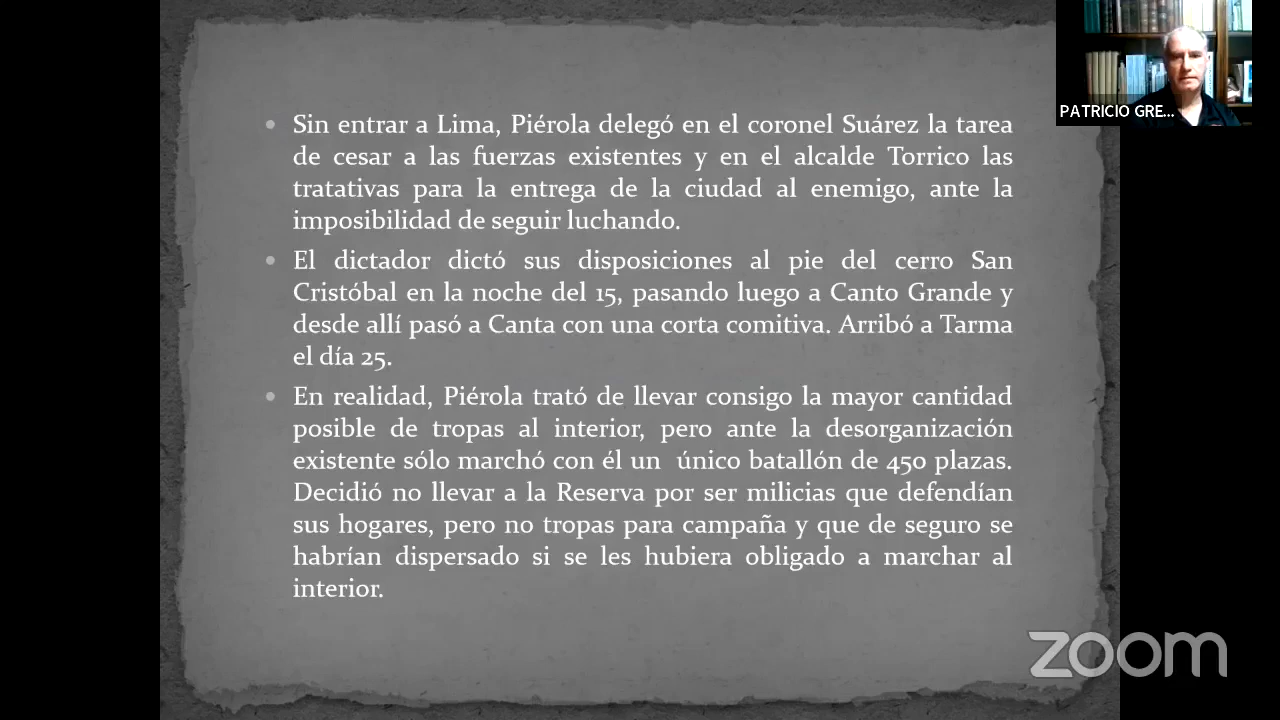 Sin entrar a Lima, Piérola delegó en el coronel Suárez la tarea
de cesar a las fuerzas existentes y en el alcalde Torrico las
tratativas para la entrega de la ciudad al enemigo, ante la
imposibilidad de seguir luchando.
El dictador dictó sus disposiciones al pie del cerro San
Cristóbal en la noche del 15, pasando luego a Canto Grande y
desde allí pasó a Canta con una corta comitiva. Arribó a Tarma
el día 25.
En realidad, Piérola trató de llevar consigo la mayor cantidad
posible de tropas al interior, pero ante la desorganización
existente sólo marchó con él un único batallón de 450 plazas.
Decidió no llevar a la Reserva por ser milicias que defendían
sus hogares, pero no tropas para campaña y que de seguro se
habrían dispersado si se les hubiera obligado a marchar al
interior.
PATRICIO GRE...
zoom